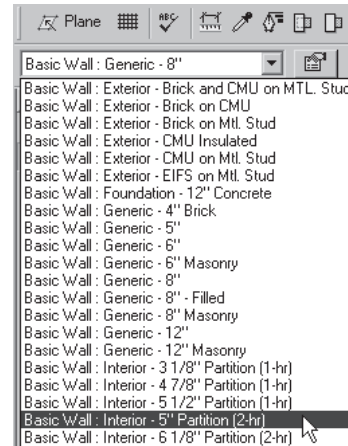 Plane ABC
Basic Wall : Generic - 8"
Basic Wall : Exterior - Brick and CMU on MTL. Stud
Basic Wall : Exterior - Brick on CMU
Basic Wall : Exterior - Brick on Mtl. Stud
Basic Wall : Exterior - CMU Insulated
Basic Wall : Exterior - CMU on Mtl. Stud
Basic Wall : Exterior - EIFS on Mtl. Stud
Basic Wall : Foundation - 12" Concrete
Basic Wall : Generic - 4" Brick
Basic Wall : Generic - 5"
Basic Wall : Generic - 6"
Basic Wall : Generic - 6" Masonry
Basic Wall : Generic - 8"
Basic Wall : Generic - 8" - Filled
Basic Wall : Generic - 8" Masonry
Basic Wall : Generic - 12"
Basic Wall : Generic - 12" Masonry
Basic Wall : Interior - 3 1/8" Partition (1-hr)
Basic Wall : Interior - 4 7/8" Partition (1-hr)
Basic Wall : Interior - 5 1/2" Partition (1-hr)
Basic Wall : Interior - 5" Partition (2-hr)
Basic Wall : Interior - 6 1/8" Partition (2-hr)